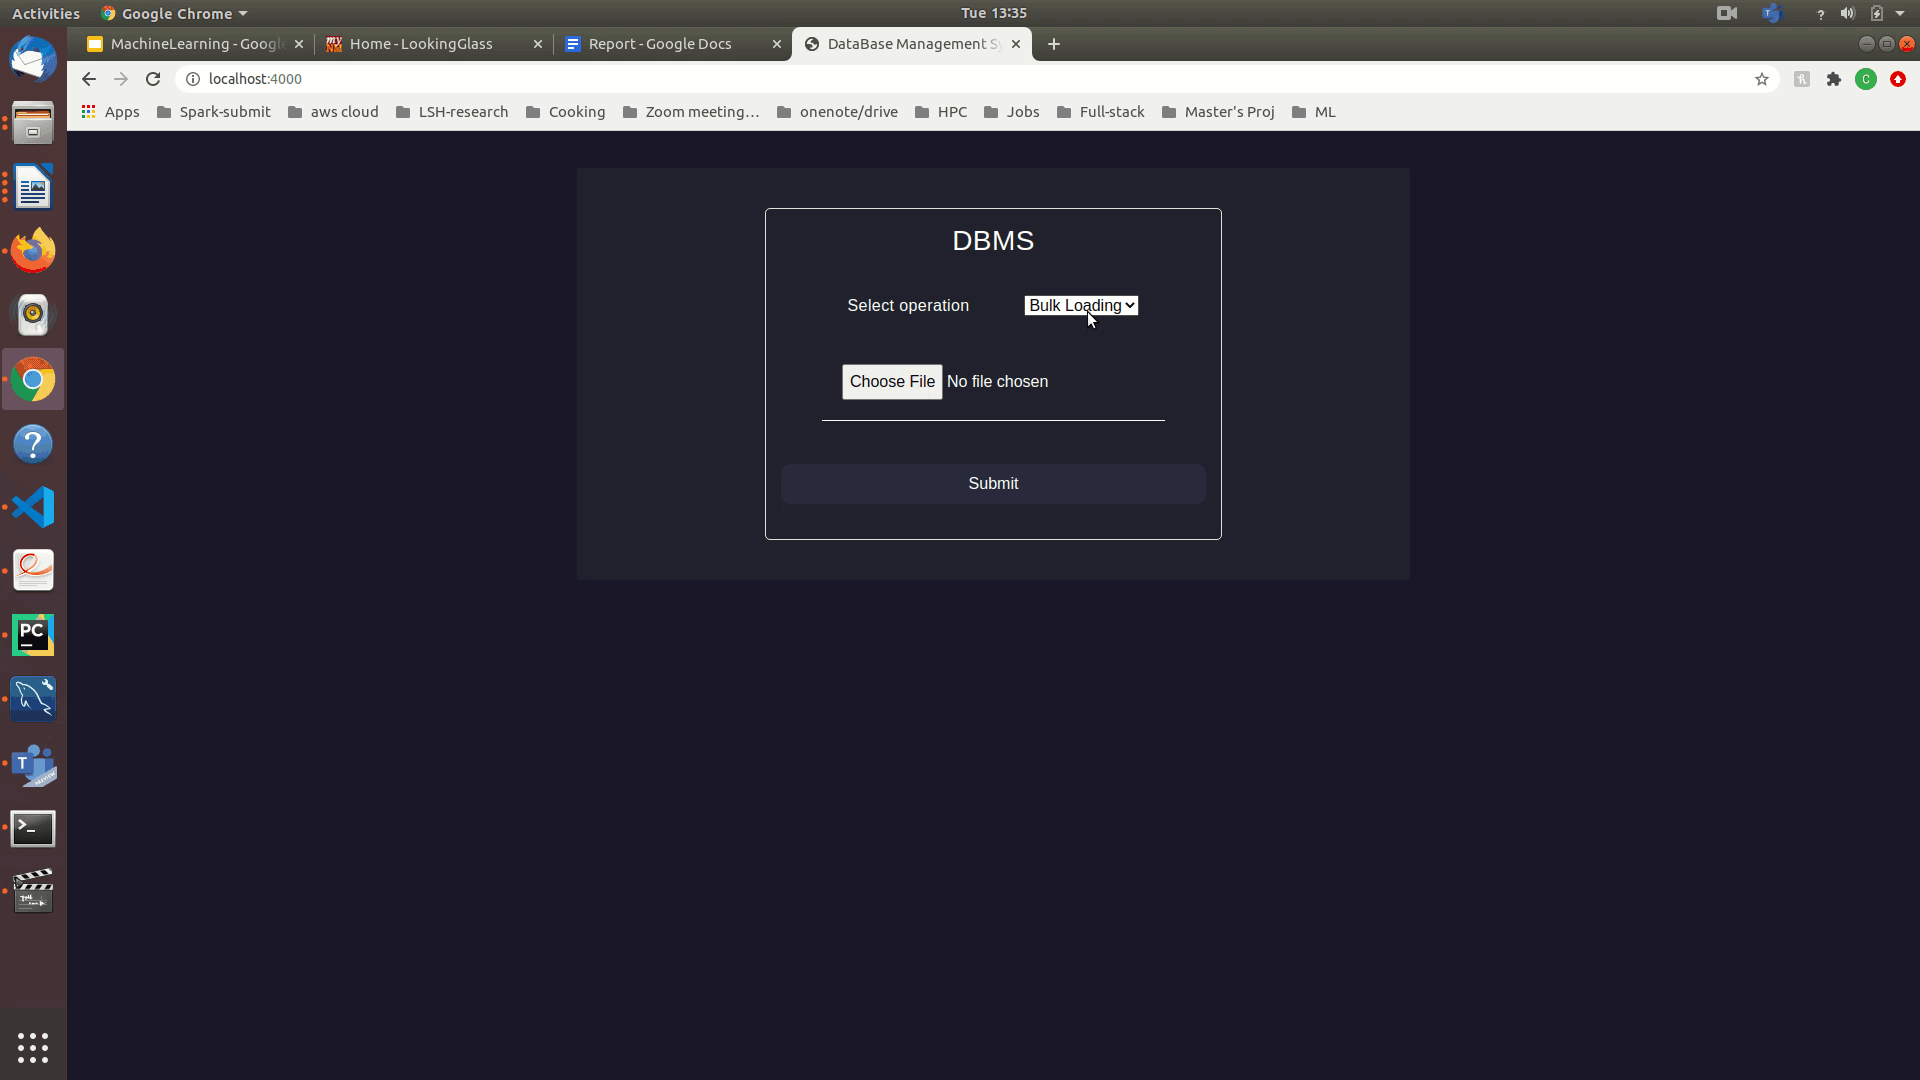 Activities Google Chrome Tue 13:35
MachineLearning - Googl Home - LookingGlass Report - Google Docs DataBase Management Sy
localhost:4000 C
Apps Spark-submit aws cloud LSH-research Cooking Zoom meeting… onenote/drive HPC Jobs Full-stack Master's Proj ML
DBMS
Select operation Bulk Loading
Choose File No file chosen
Submit